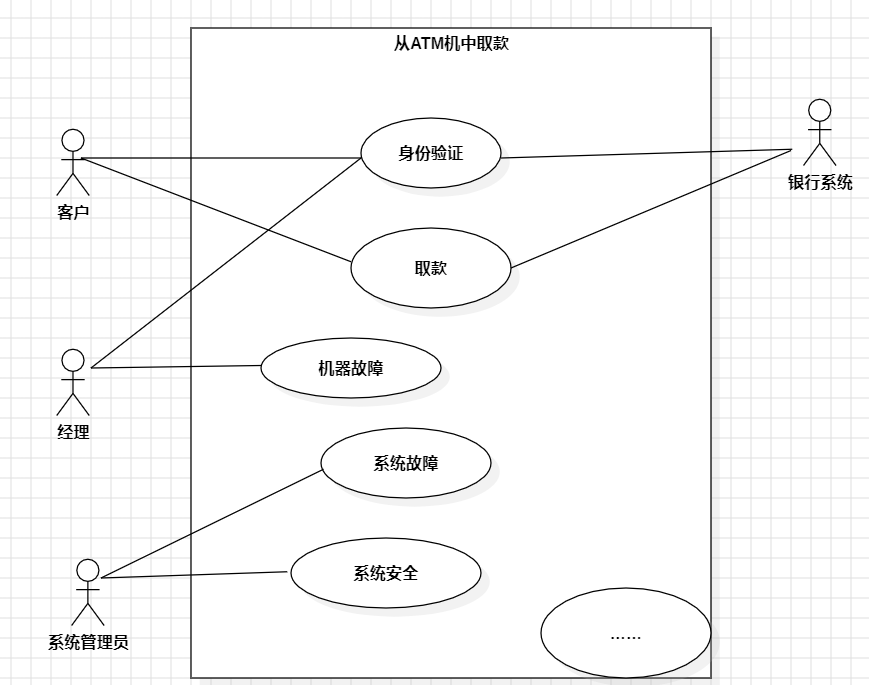 从ATM机中取款
客户
身份验证
银行系统
取款
经理
机器故障
系统故障
系统管理员
系统安全
……